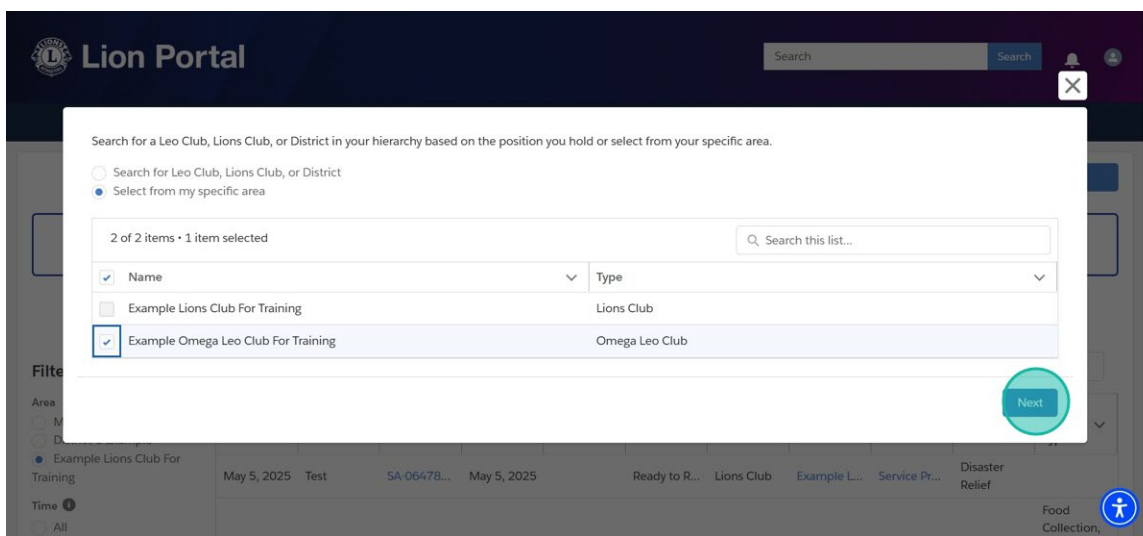 LIONS
Lion Portal
Search
Search
Search for a Leo Club, Lions Club, or District in your hierarchy based on the position you hold or select from your specific area.
Search for Leo Club, Lions Club, or District
Select from my specific area
2 of 2 items • 1 item selected
Search this list...
Name
Type
Example Lions Club For Training
Lions Club
Example Omega Leo Club For Training
Omega Leo Club
Next
Filte
Area
M
Example Lions Club For
Training
Time
All
May 5, 2025 Test SA-06478... May 5, 2025 Ready to R... Lions Club Example L... Service Pr... Disaster
Relief
Food
Collection,